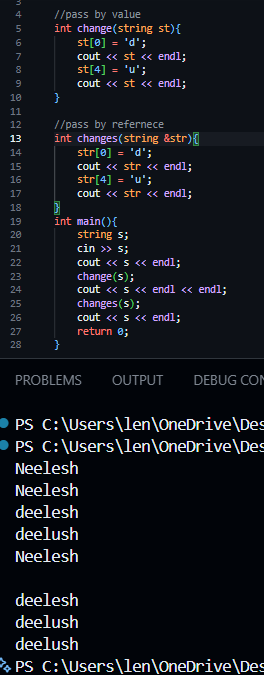 3
4 //pass by value
5 int change(string st){
6 st[0] = 'd';
7 cout << st << endl;
8 st[4] = 'u';
9 cout << st << endl;
10 }
11
12 //pass by refernece
13 int changes(string &str){
14 str[0] = 'd';
15 cout << str << endl;
16 str[4] = 'u';
17 cout << str << endl;
18 }
19 int main(){
20 string s;
21 cin >> s;
22 cout << s << endl;
23 change(s);
24 cout << s << endl << endl;
25 changes(s);
26 cout << s << endl;
27 return 0;
28 }
PROBLEMS OUTPUT DEBUG CON
PS C:\Users\len\OneDrive\Des
PS C:\Users\len\OneDrive\Des
Neelesh
Neelesh
deelesh
deelush
Neelesh
deelesh
deelush
deelush
PS C:\Users\len\OneDrive\Des